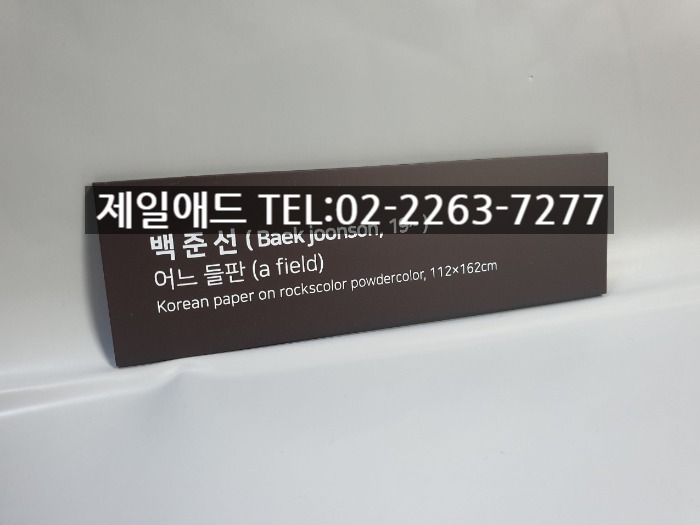 제일애드 TEL:02-2263-7277
백 준 선 ( Baek joonson, )
어느 들판 (a field)
Korean paper on rockscolor powdercolor, 112×162cm